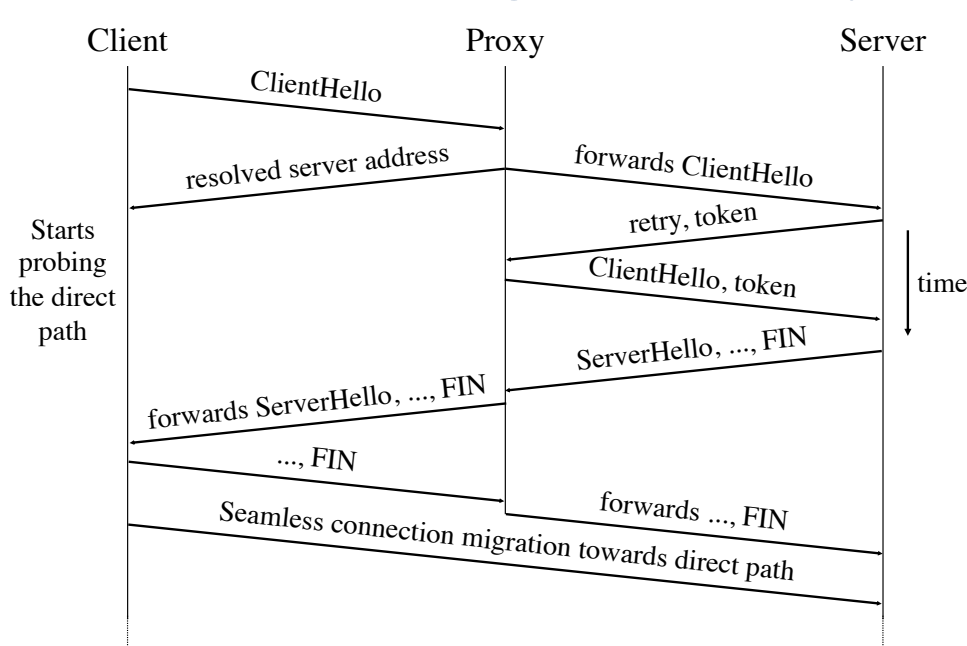 Client
Proxy
Server
ClientHello
resolved server address
forwards ClientHello
retry, token
Starts
probing
the direct
path
ClientHello, token
time
ServerHello, ..., FIN
forwards ServerHello, ..., FIN
..., FIN
forwards ..., FIN
Seamless connection migration towards direct path